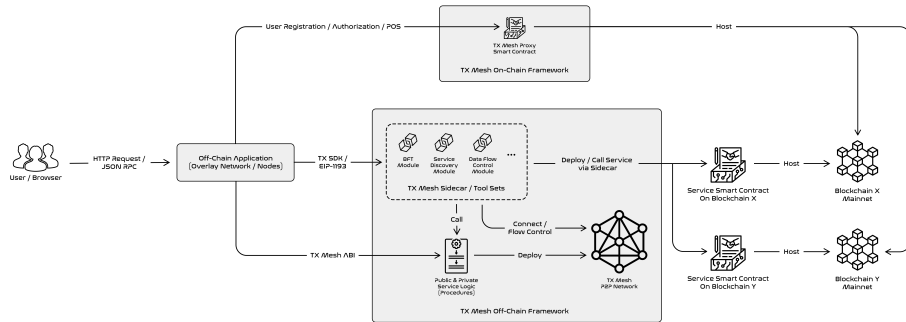 User Registration / Authorization / POS
TX Mesh Proxy
Smart Contract
Host
TX Mesh On-Chain Framework
User / Browser
HTTP Request /
JSON RPC
Off-Chain Application
(Overlay Network / Nodes)
TX SDK /
EIP-1193
BFT
Module
Service
Discovery
Module
Data Flow
Control
Module
...
TX Mesh Sidecar / Tool Sets
Deploy / Call Service
via Sidecar
Service Smart Contract
On Blockchain X
Host
Blockchain X
Mainnet
Call
Connect /
Flow Control
TX Mesh ABI
Public & Private
Service Logic
(Procedures)
Deploy
TX Mesh
P2P Network
Service Smart Contract
On Blockchain Y
Host
Blockchain Y
Mainnet
TX Mesh Off-Chain Framework